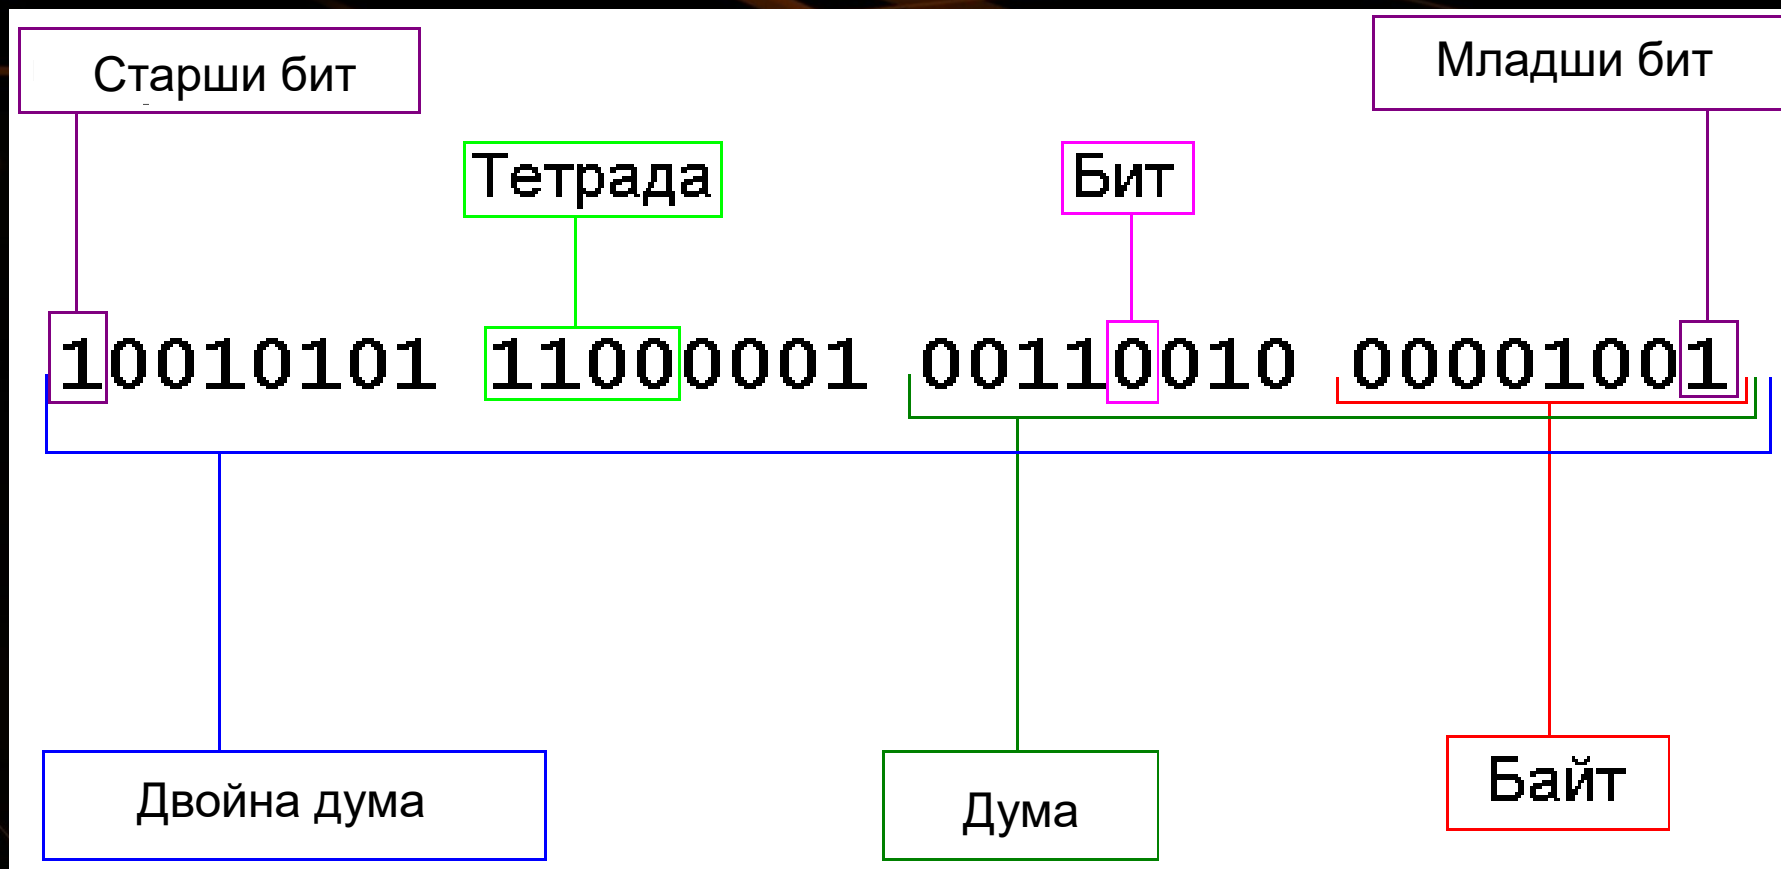 Старши бит
Младши бит
Тетрада
Бит
10010101 11000001 00110010 00001001
Двойна дума
Дума
Байт